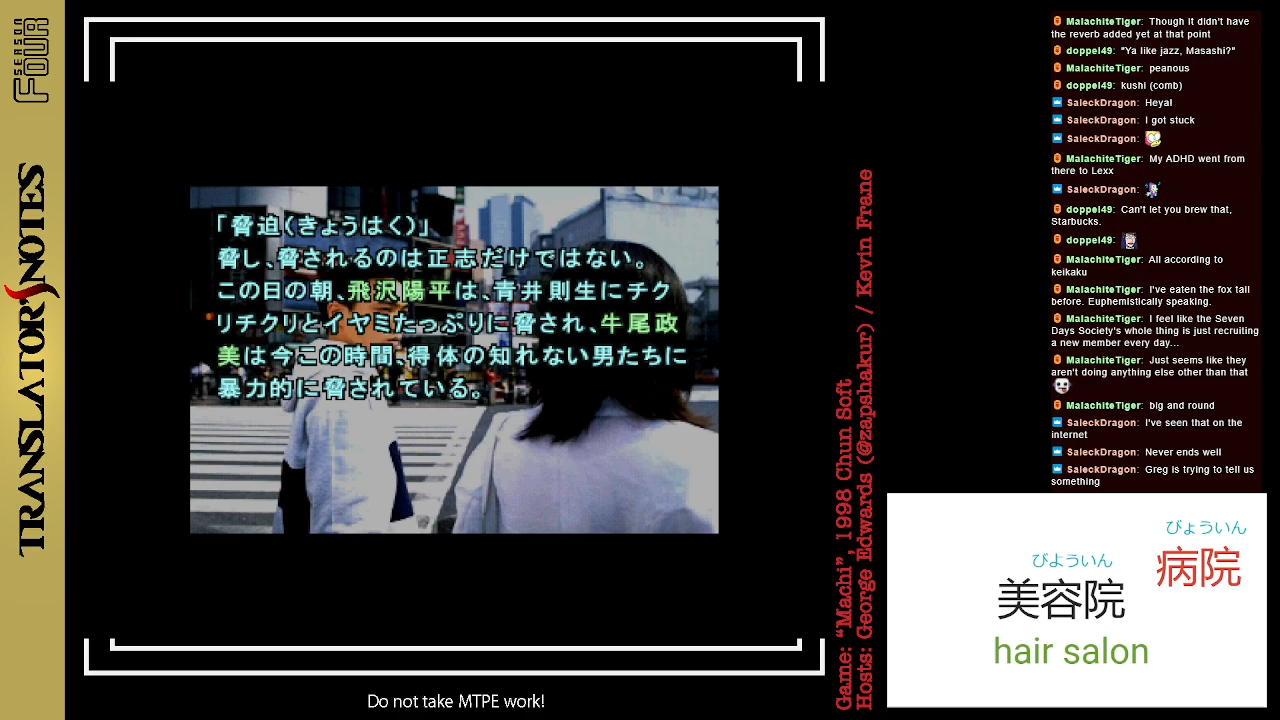 SEASON
FOUR
TRANSLATOR'S NOTES
「脅迫(きょうはく)」
脅し、脅されるのは正志だけではない。
この日の朝、飛沢陽平は、青井則生にチク
リチクリとイヤミたっぷりに脅され、牛尾政
美は今この時間、得体の知れない男たちに
暴力的に脅されている。
Do not take MTPE work!
Game: "Machi", 1998 Chun Soft
Hosts: George Edwards (@zapshakur) / Kevin Frane
MalachiteTiger: Though it didn't have
the reverb added yet at that point
doppel49: "Ya like jazz, Masashi?"
MalachiteTiger: peanous
doppel49: kushi (comb)
SaleckDragon: Heya!
SaleckDragon: I got stuck
SaleckDragon:
MalachiteTiger: My ADHD went from
there to Lexx
SaleckDragon:
doppel49: Can't let you brew that,
Starbucks.
doppel49:
MalachiteTiger: All according to
keikaku
MalachiteTiger: I've eaten the fox tail
before. Euphemistically speaking.
MalachiteTiger: I feel like the Seven
Days Society's whole thing is just recruiting
a new member every day...
MalachiteTiger: Just seems like they
aren't doing anything else other than that
MalachiteTiger: big and round
SaleckDragon: I've seen that on the
internet
SaleckDragon: Never ends well
SaleckDragon: Greg is trying to tell us
something
びょういん
病院
びよういん
美容院
hair salon